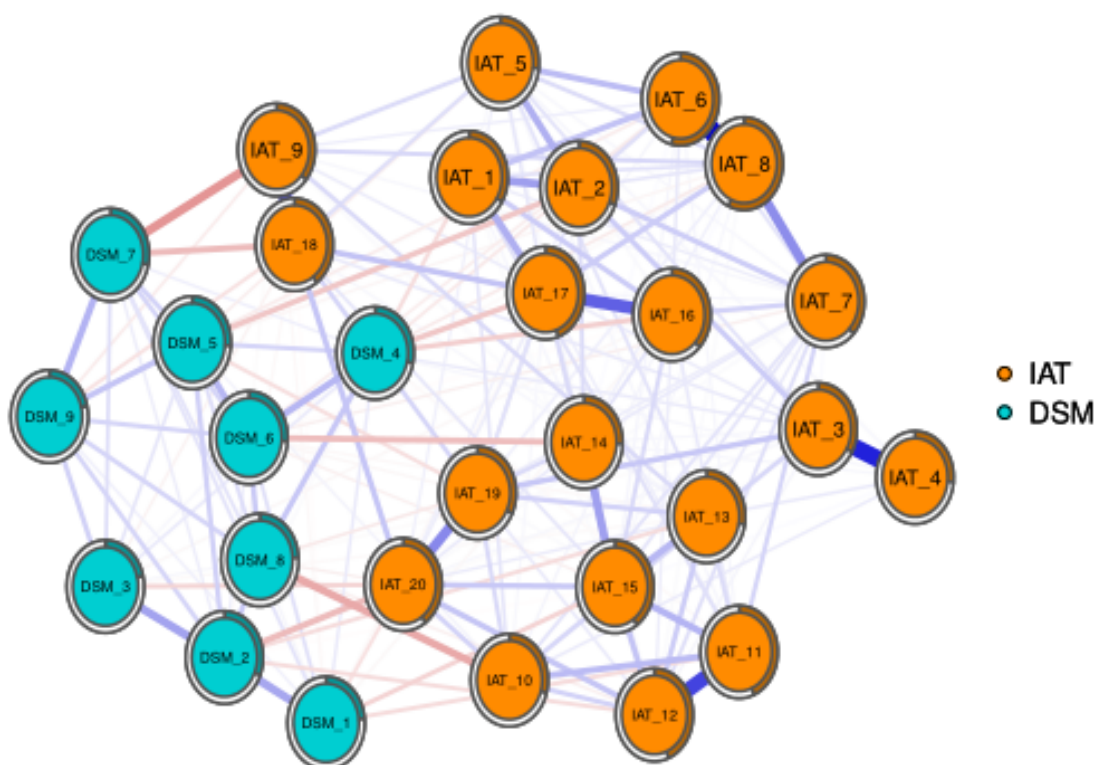 IAT_5
IAT_6
IAT_9
IAT_8
IAT_1
IAT_2
IAT_18
DSM_7
IAT_17
IAT_7
IAT_16
DSM_5
DSM_4
IAT
DSM
DSM_9
IAT_3
DSM_6
IAT_14
IAT_4
IAT_19
IAT_13
DSM_8
DSM_3
IAT_20
IAT_15
DSM_2
IAT_11
IAT_10
IAT_12
DSM_1